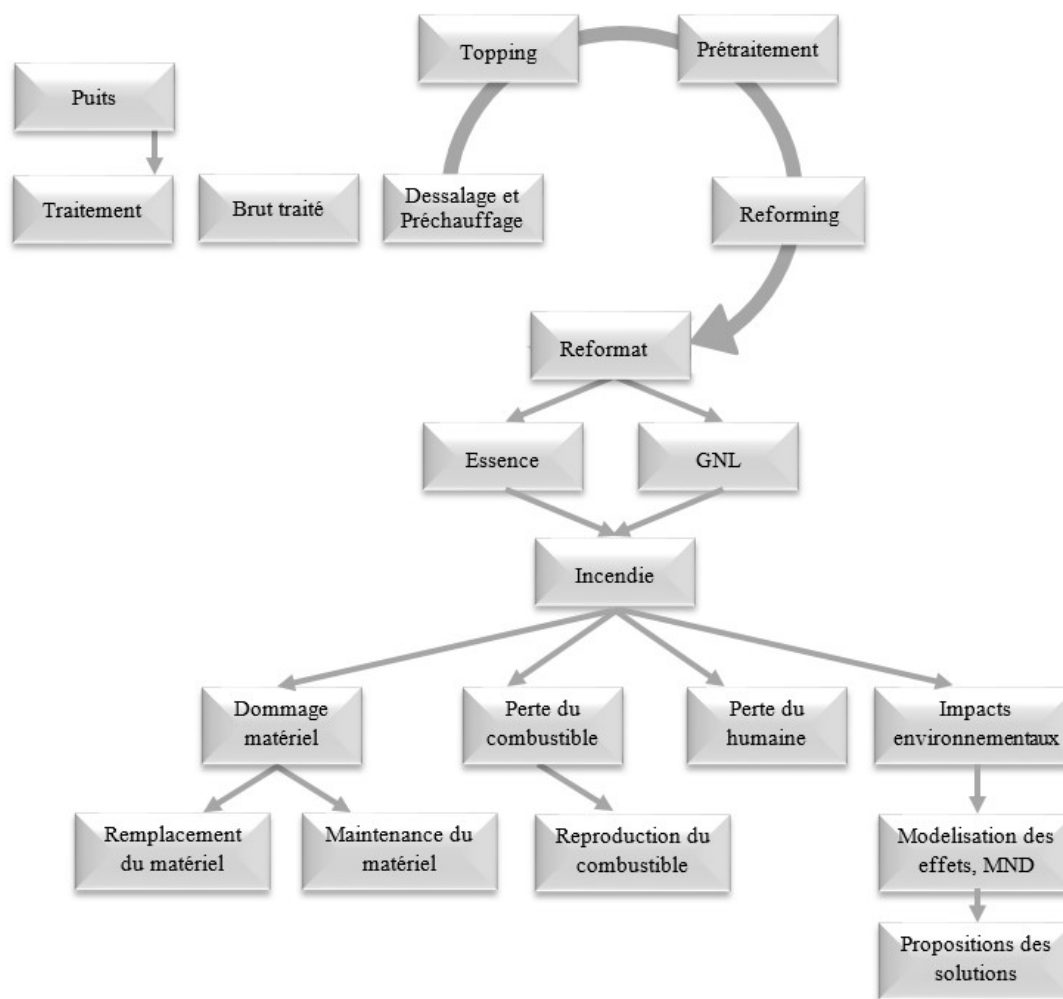 Topping
Prétraitement
Puits
Traitement
Brut traité
Dessalage et
Préchauffage
Reforming
Reformat
Essence
GNL
Incendie
Dommage
matériel
Perte du
combustible
Perte du
humaine
Impacts
environnementaux
Remplacement
du matériel
Maintenance du
matériel
Reproduction du
combustible
Modelisation des
effets, MND
Propositions des
solutions